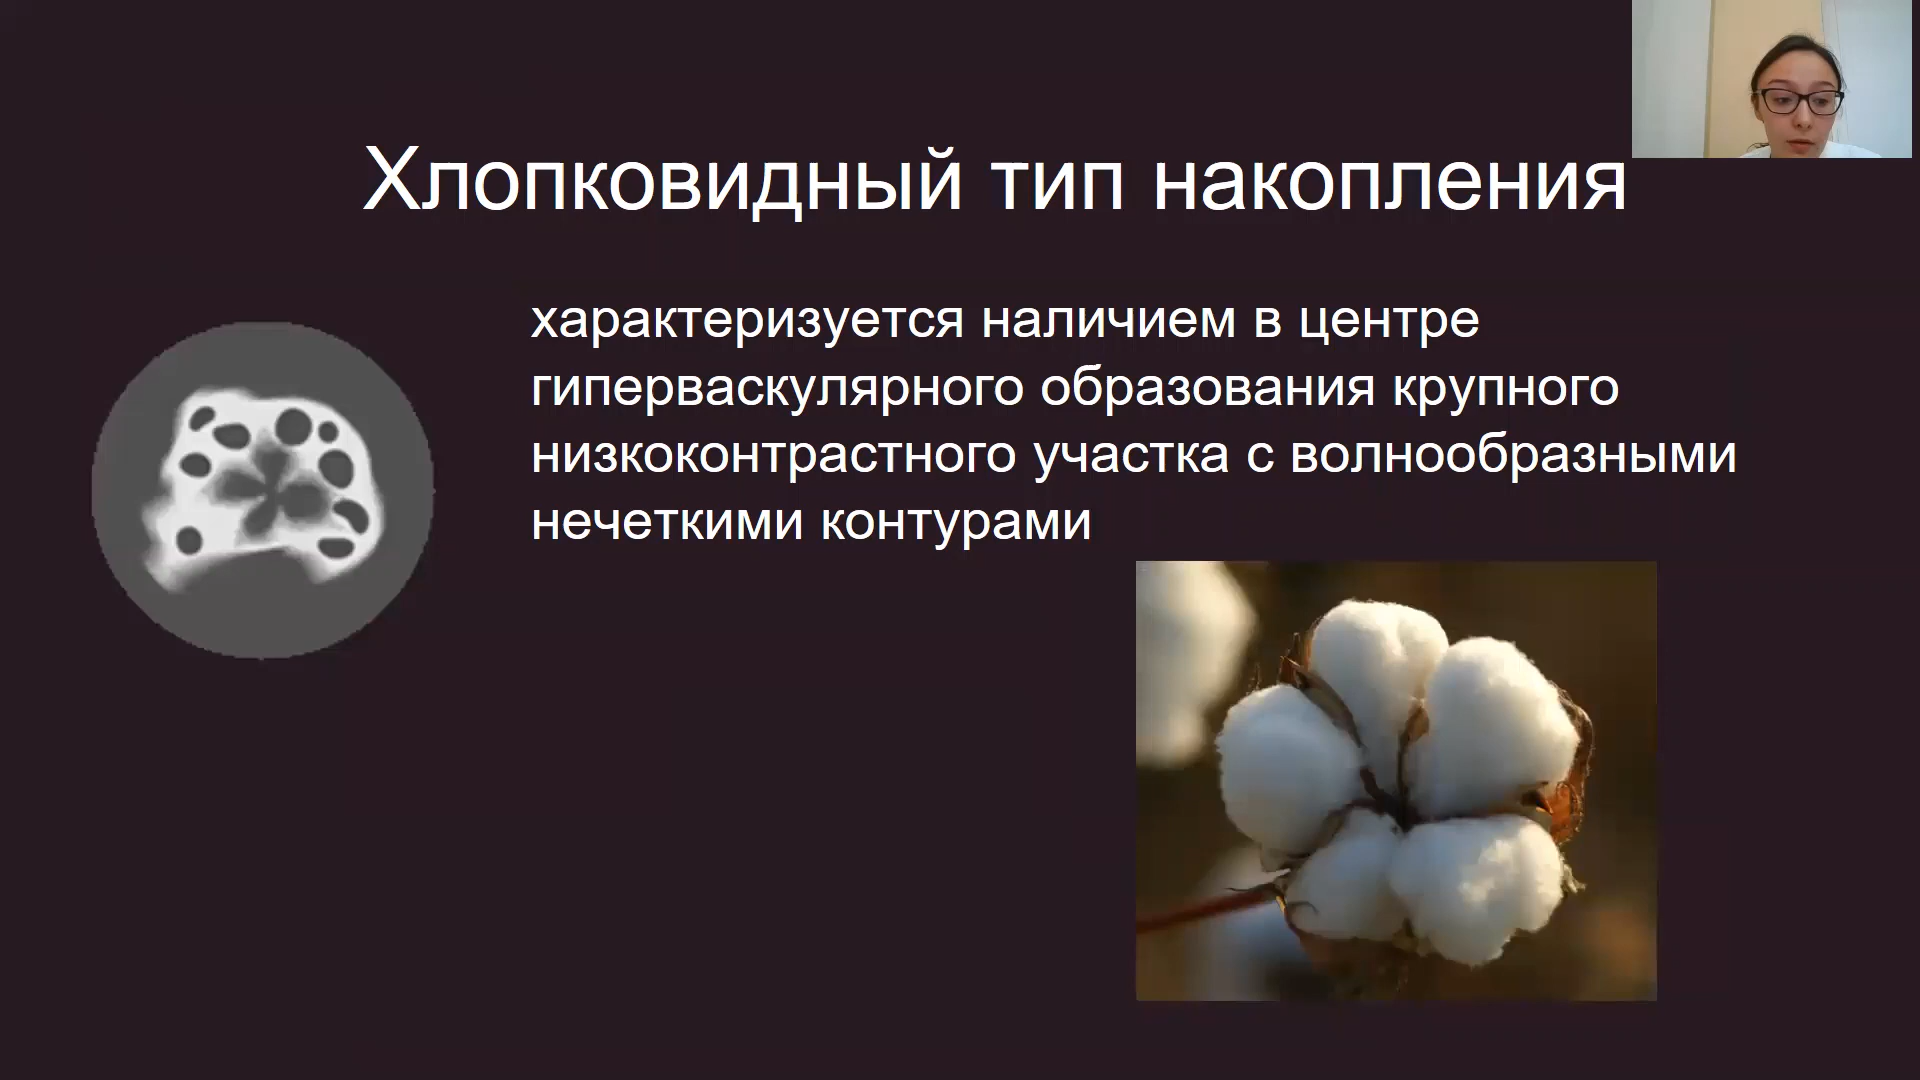 Хлопковидный тип накопления
характеризуется наличием в центре
гиперваскулярного образования крупного
низкоконтрастного участка с волнообразными
нечеткими контурами